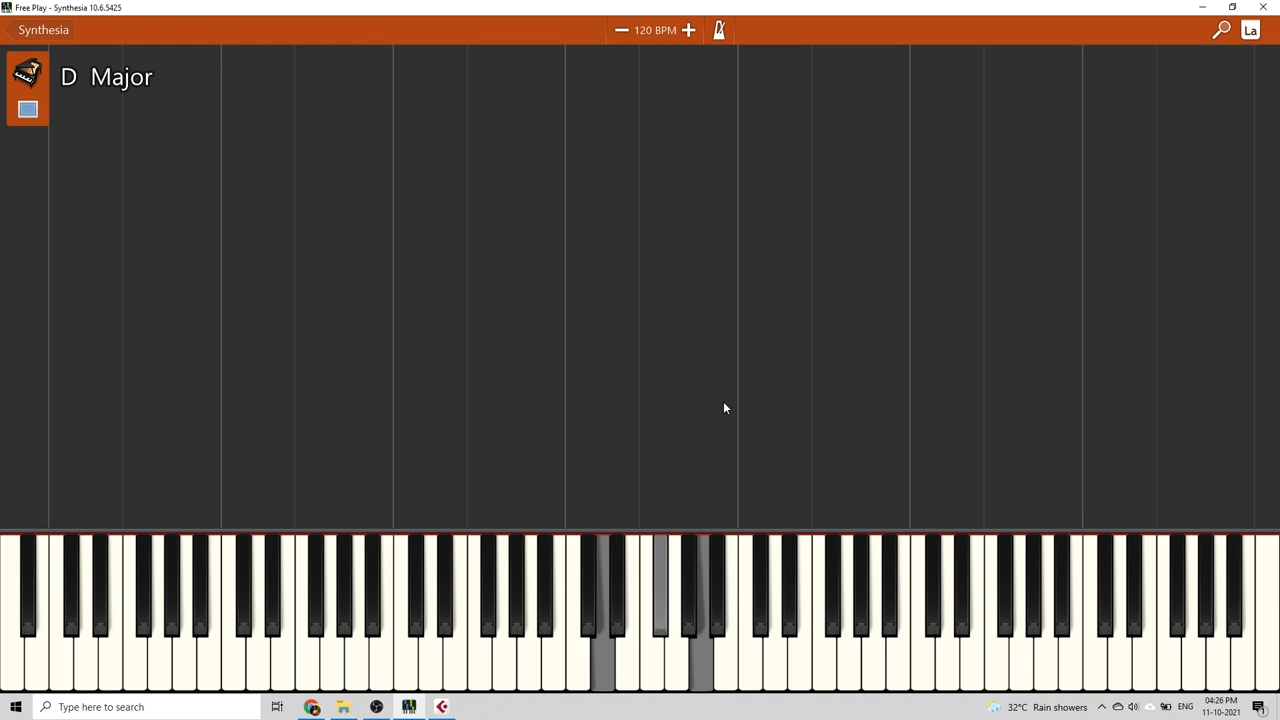 Free Play - Synthesia 10.6.5425
Synthesia
120 BPM
La
D Major
Type here to search
32°C Rain showers
ENG
04:26 PM
11-10-2021
1